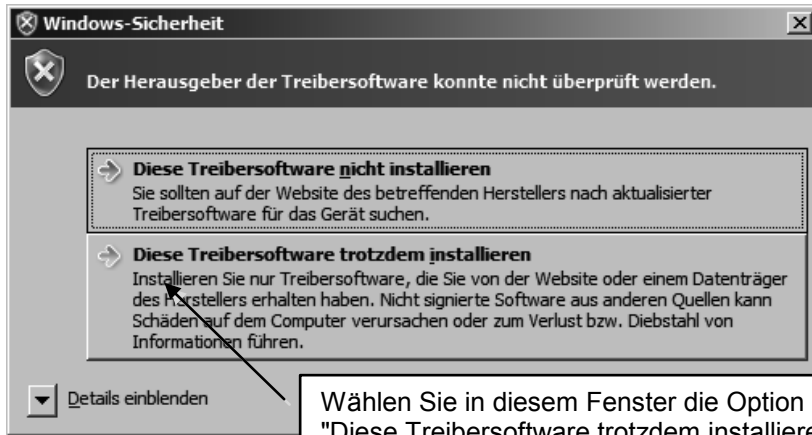 Windows-Sicherheit
Der Herausgeber der Treibersoftware konnte nicht überprüft werden.
Diese Treibersoftware nicht installieren
Sie sollten auf der Website des betreffenden Herstellers nach aktualisierter
Treibersoftware für das Gerät suchen.
Diese Treibersoftware trotzdem installieren
Installieren Sie nur Treibersoftware, die Sie von der Website oder einem Datenträger
des Herstellers erhalten haben. Nicht signierte Software aus anderen Quellen kann
Schäden auf dem Computer verursachen oder zum Verlust bzw. Diebstahl von
Informationen führen.
Details einblenden
Wählen Sie in diesem Fenster die Option
"Diese Treibersoftware trotzdem installiere